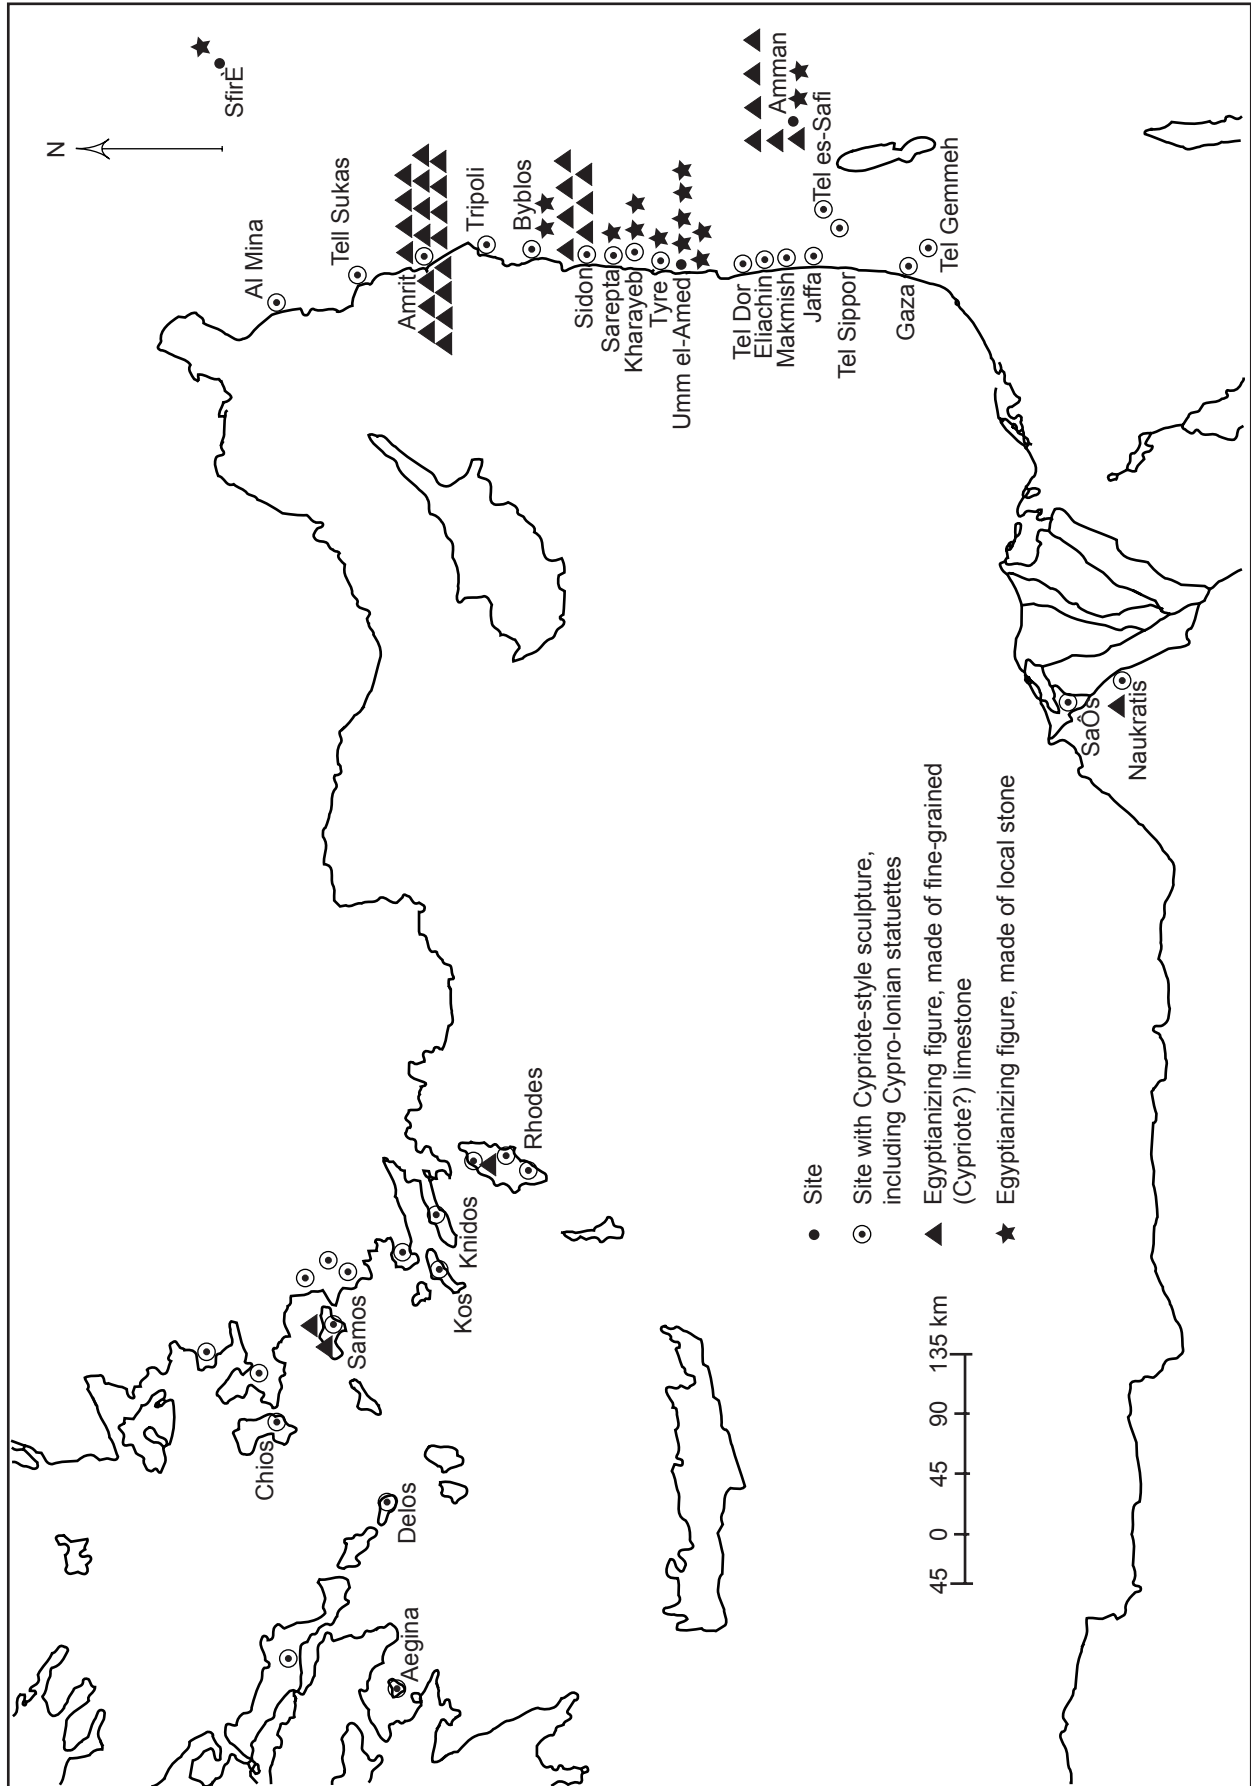 N
SfirÈ
Al Mina
Tell Sukas
Amrit
Tripoli
Byblos
Sidon
Sarepta
Kharayeb
Tyre
Umm el-Amed
Tel Dor
Eliachin
Makmish
Jaffa
Amman
Tel es-Safi
Tel Sippor
Gaza
Tel Gemmeh
SaÔs
Naukratis
Rhodes
Knidos
Kos
Samos
Chios
Delos
Aegina
Site
Site with Cypriote-style sculpture,
including Cypro-Ionian statuettes
Egyptianizing figure, made of fine-grained
(Cypriote?) limestone
Egyptianizing figure, made of local stone
45 0 45 90 135 km